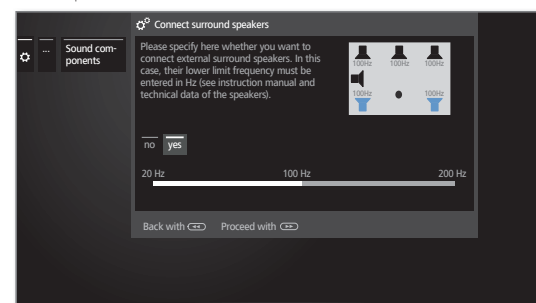 Connect surround speakers
... Sound com-
ponents
Please specify here whether you want to
connect external surround speakers. In this
case, their lower limit frequency must be
entered in Hz (see instruction manual and
technical data of the speakers).
100Hz 100Hz 100Hz
100Hz 100Hz
no yes
20 Hz 100 Hz 200 Hz
Back with Proceed with